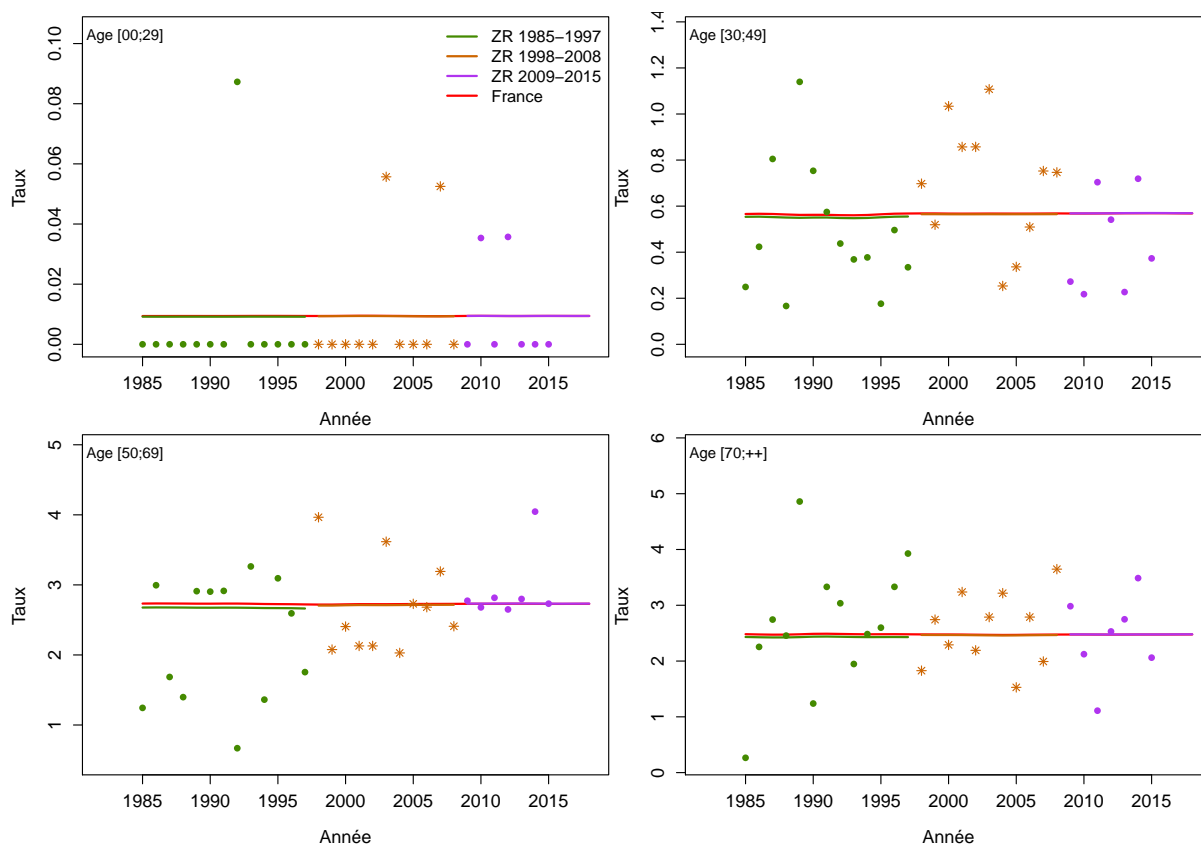 Age [00;29]
ZR 1985−1997
ZR 1998−2008
ZR 2009−2015
France
0.10
0.08
0.06
0.04
0.02
0.00
Taux
1985 1990 1995 2000 2005 2010 2015
Année
Age [30;49]
1.4
1.2
1.0
0.8
0.6
0.4
0.2
0.0
Taux
1985 1990 1995 2000 2005 2010 2015
Année
Age [50;69]
5
4
3
2
1
Taux
1985 1990 1995 2000 2005 2010 2015
Année
Age [70;++]
6
5
4
3
2
1
0
Taux
1985 1990 1995 2000 2005 2010 2015
Année